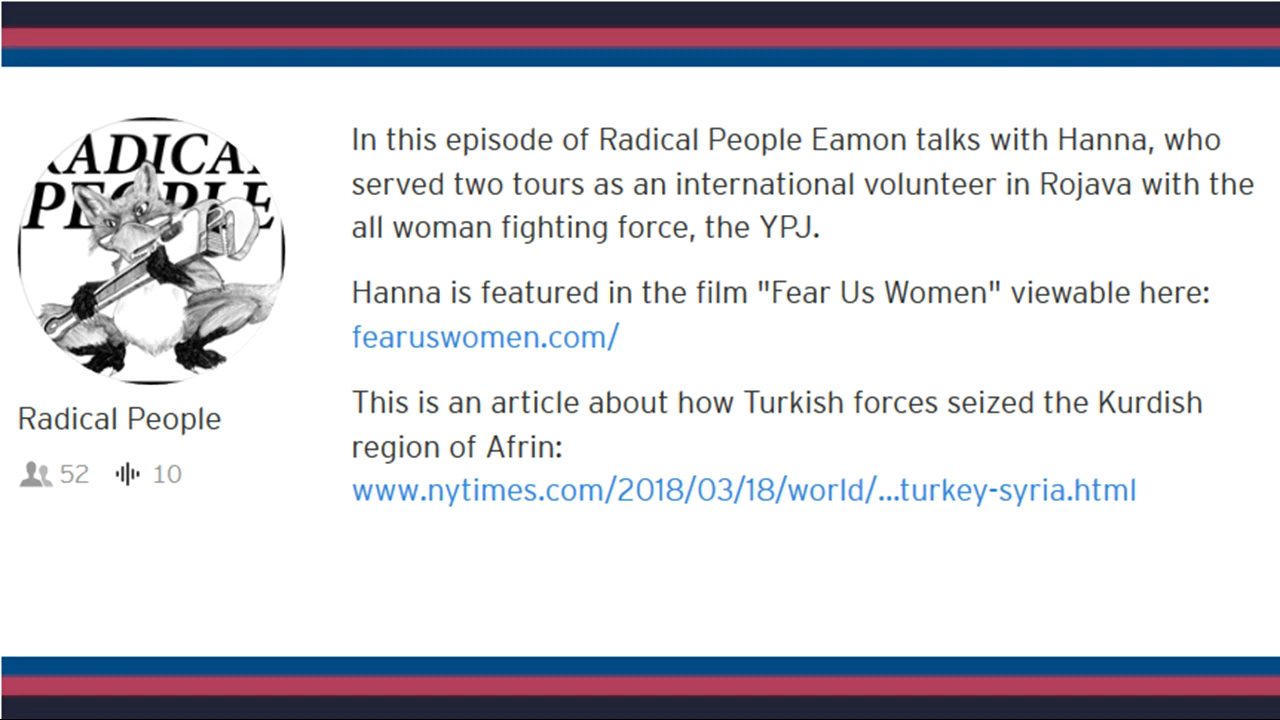 RADICAL
PEOPLE
Radical People
52 10
In this episode of Radical People Eamon talks with Hanna, who
served two tours as an international volunteer in Rojava with the
all woman fighting force, the YPJ.
Hanna is featured in the film "Fear Us Women" viewable here:
fearuswomen.com/
This is an article about how Turkish forces seized the Kurdish
region of Afrin:
www.nytimes.com/2018/03/18/world/...turkey-syria.html